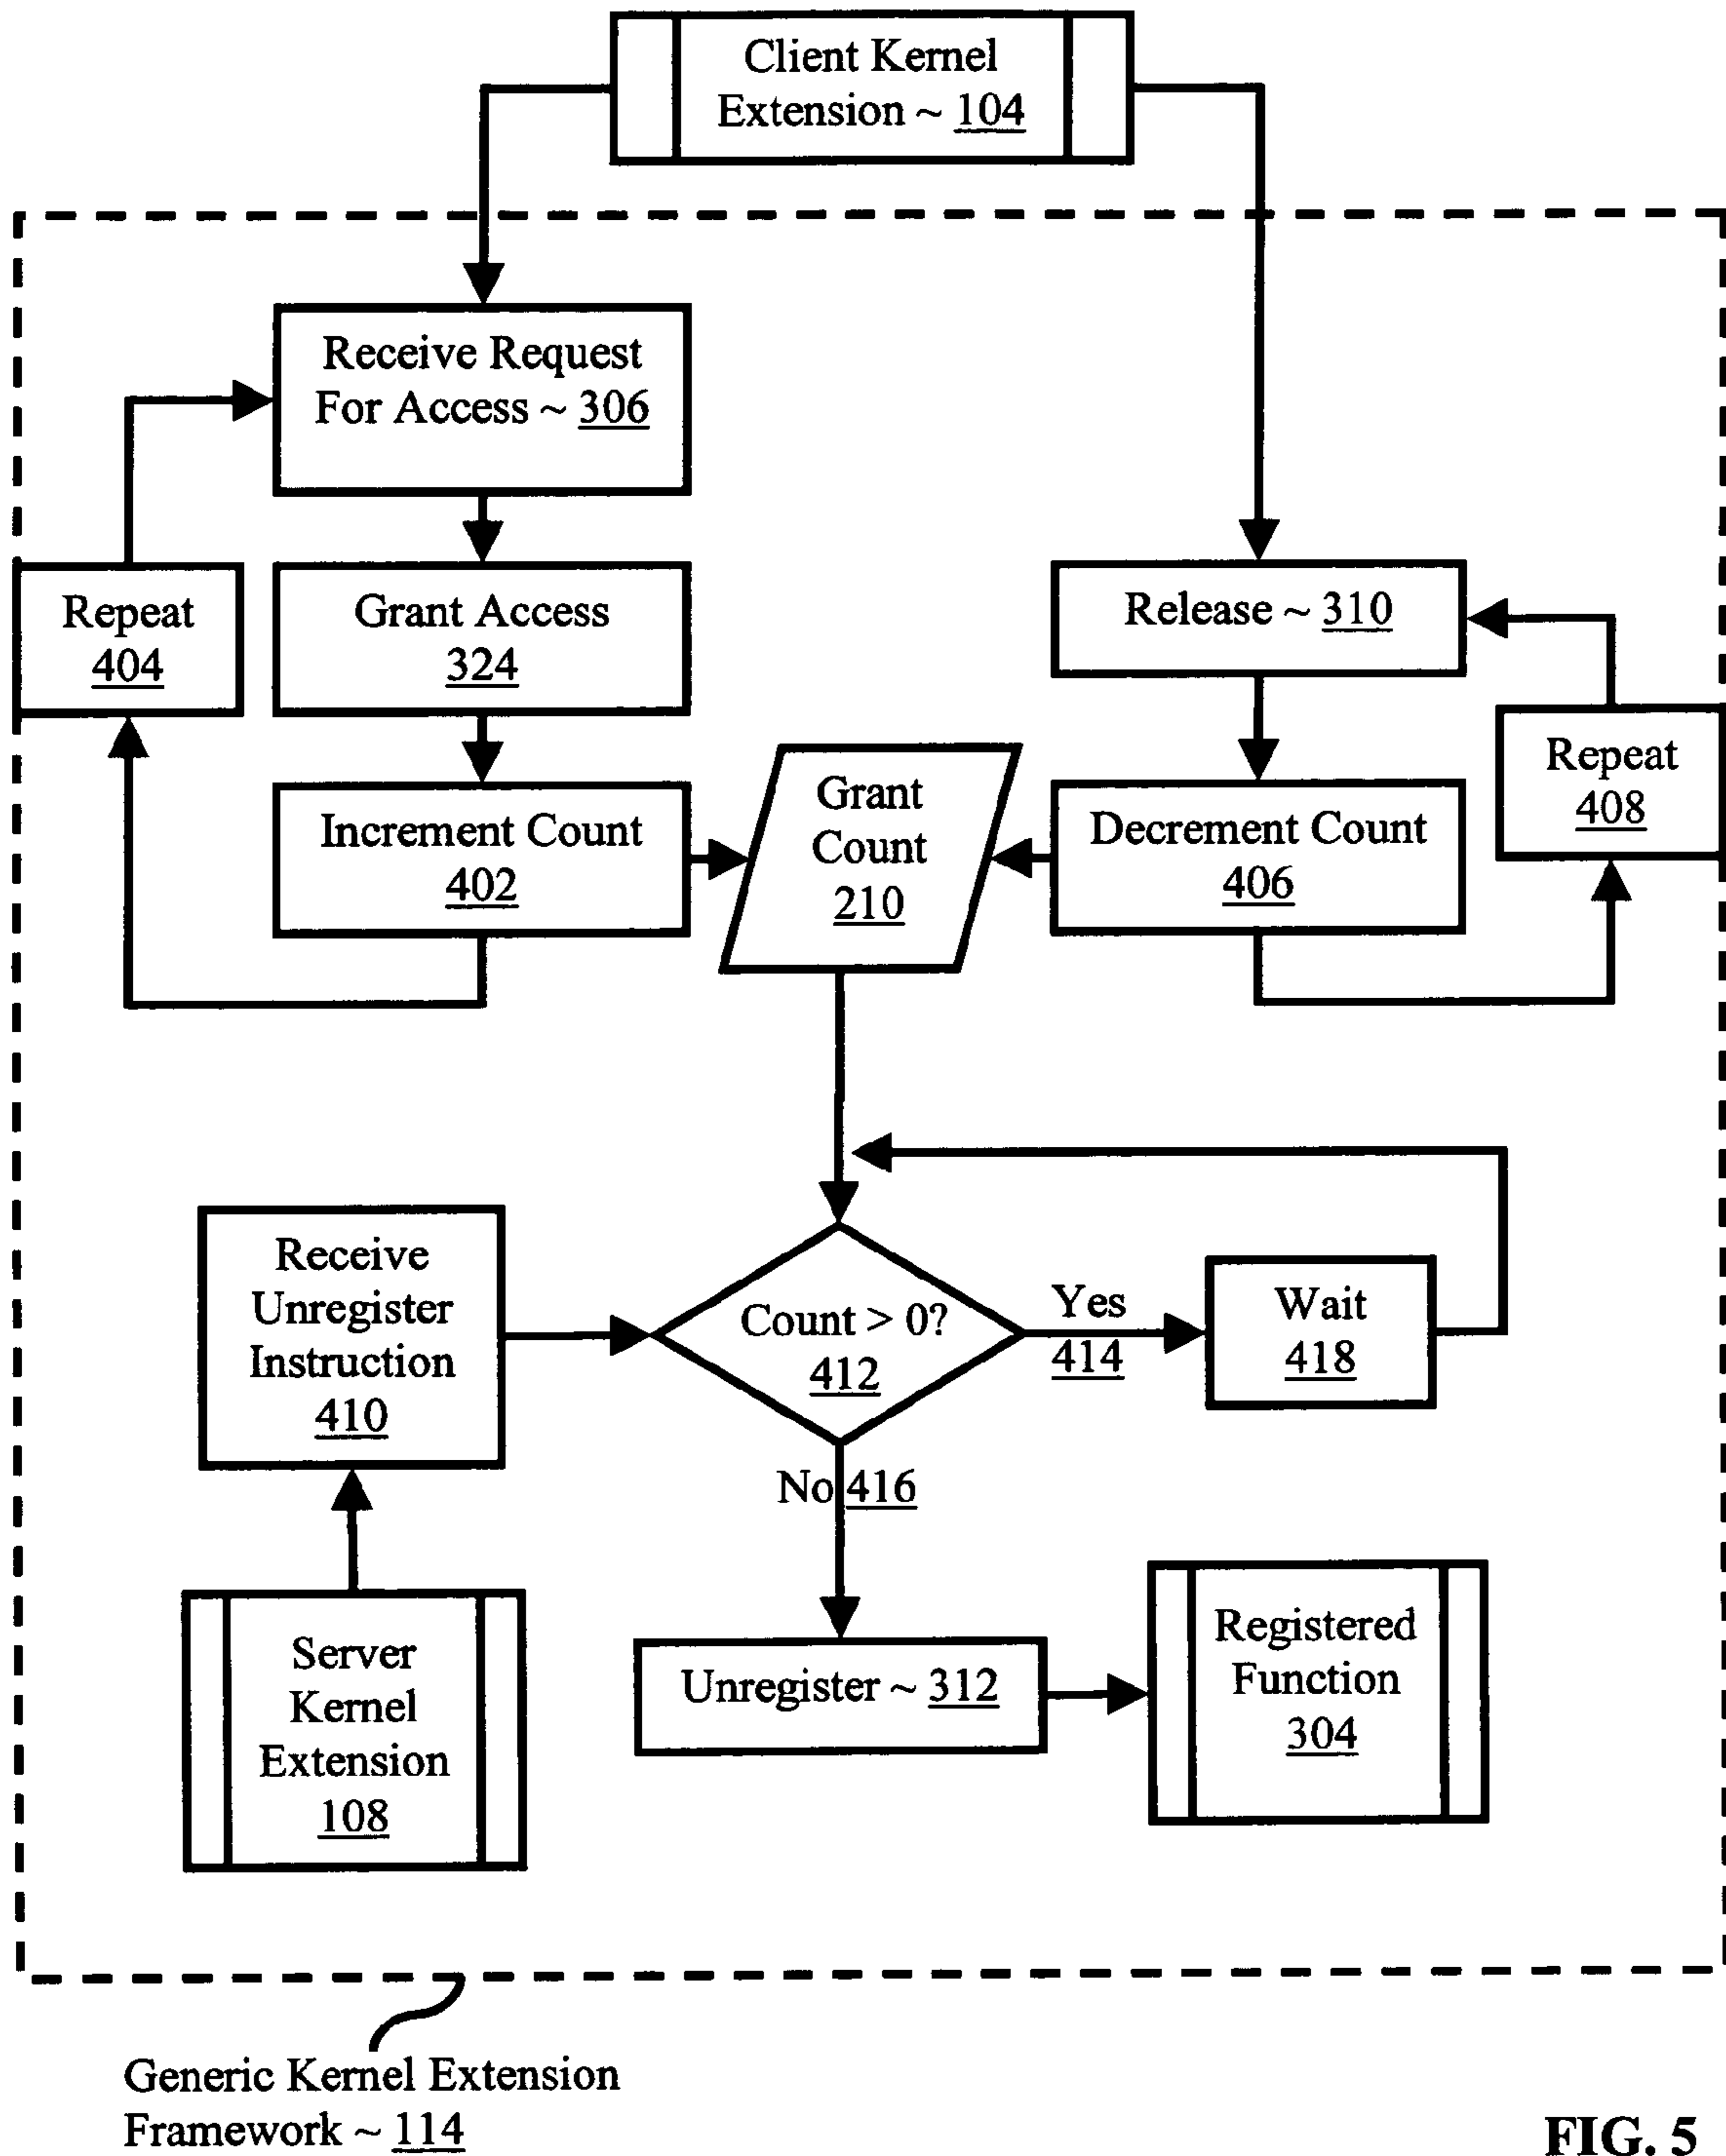 Client Kernel
Extension ~ 104
Receive Request
For Access ~ 306
Repeat
404
Grant Access
324
Release ~ 310
Increment Count
402
Grant
Count
210
Decrement Count
406
Repeat
408
Receive
Unregister
Instruction
410
Count > 0?
412
Yes
414
Wait
418
No 416
Server
Kernel
Extension
108
Unregister ~ 312
Registered
Function
304
Generic Kernel Extension
Framework ~ 114
FIG. 5